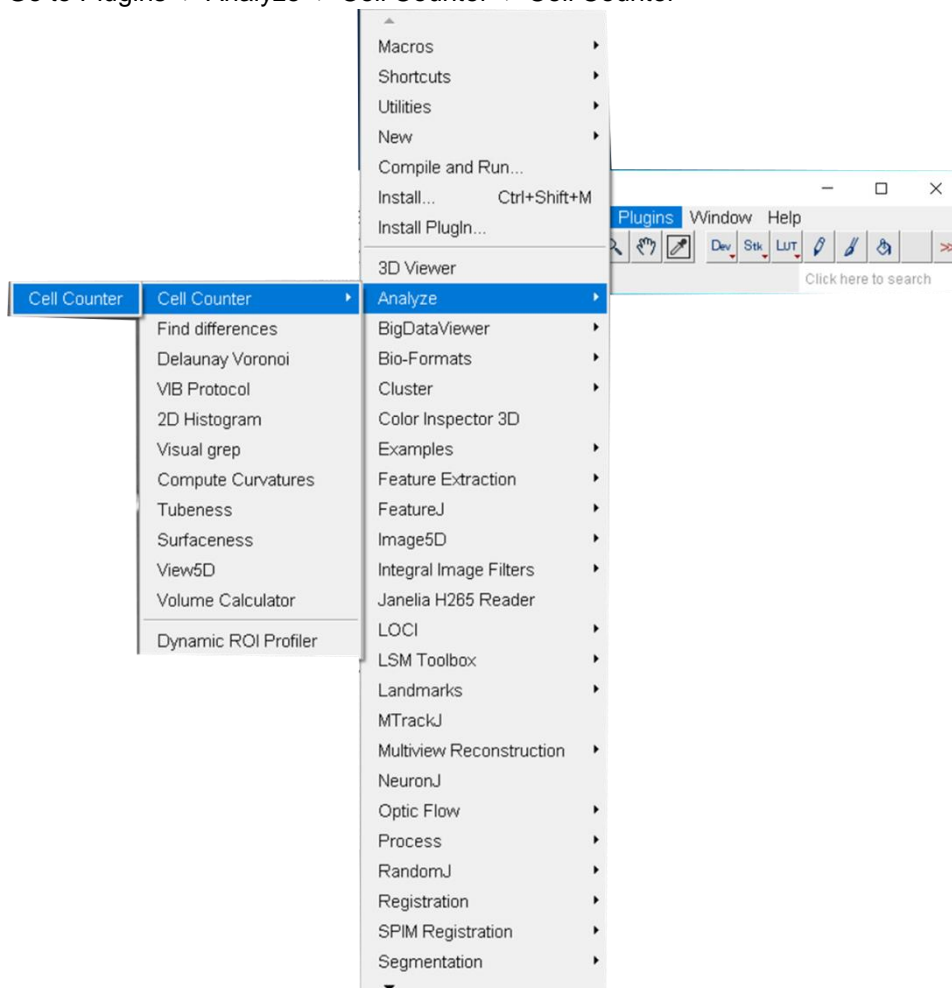 Go to Plugins → Analyze → Cell Counter → Cell Counter
Macros
Shortcuts
Utilities
New
Compile and Run...
Install... Ctrl+Shift+M
Install PlugIn...
3D Viewer
Analyze
BigDataViewer
Bio-Formats
Cluster
Color Inspector 3D
Examples
Feature Extraction
FeatureJ
Image5D
Integral Image Filters
Janelia H265 Reader
LOCI
LSM Toolbox
Landmarks
MTrackJ
Multiview Reconstruction
NeuronJ
Optic Flow
Process
RandomJ
Registration
SPIM Registration
Segmentation
Plugins Window Help
Dev Stk LUT
Click here to search
Cell Counter
Cell Counter
Find differences
Delaunay Voronoi
VIB Protocol
2D Histogram
Visual grep
Compute Curvatures
Tubeness
Surfaceness
View5D
Volume Calculator
Dynamic ROI Profiler